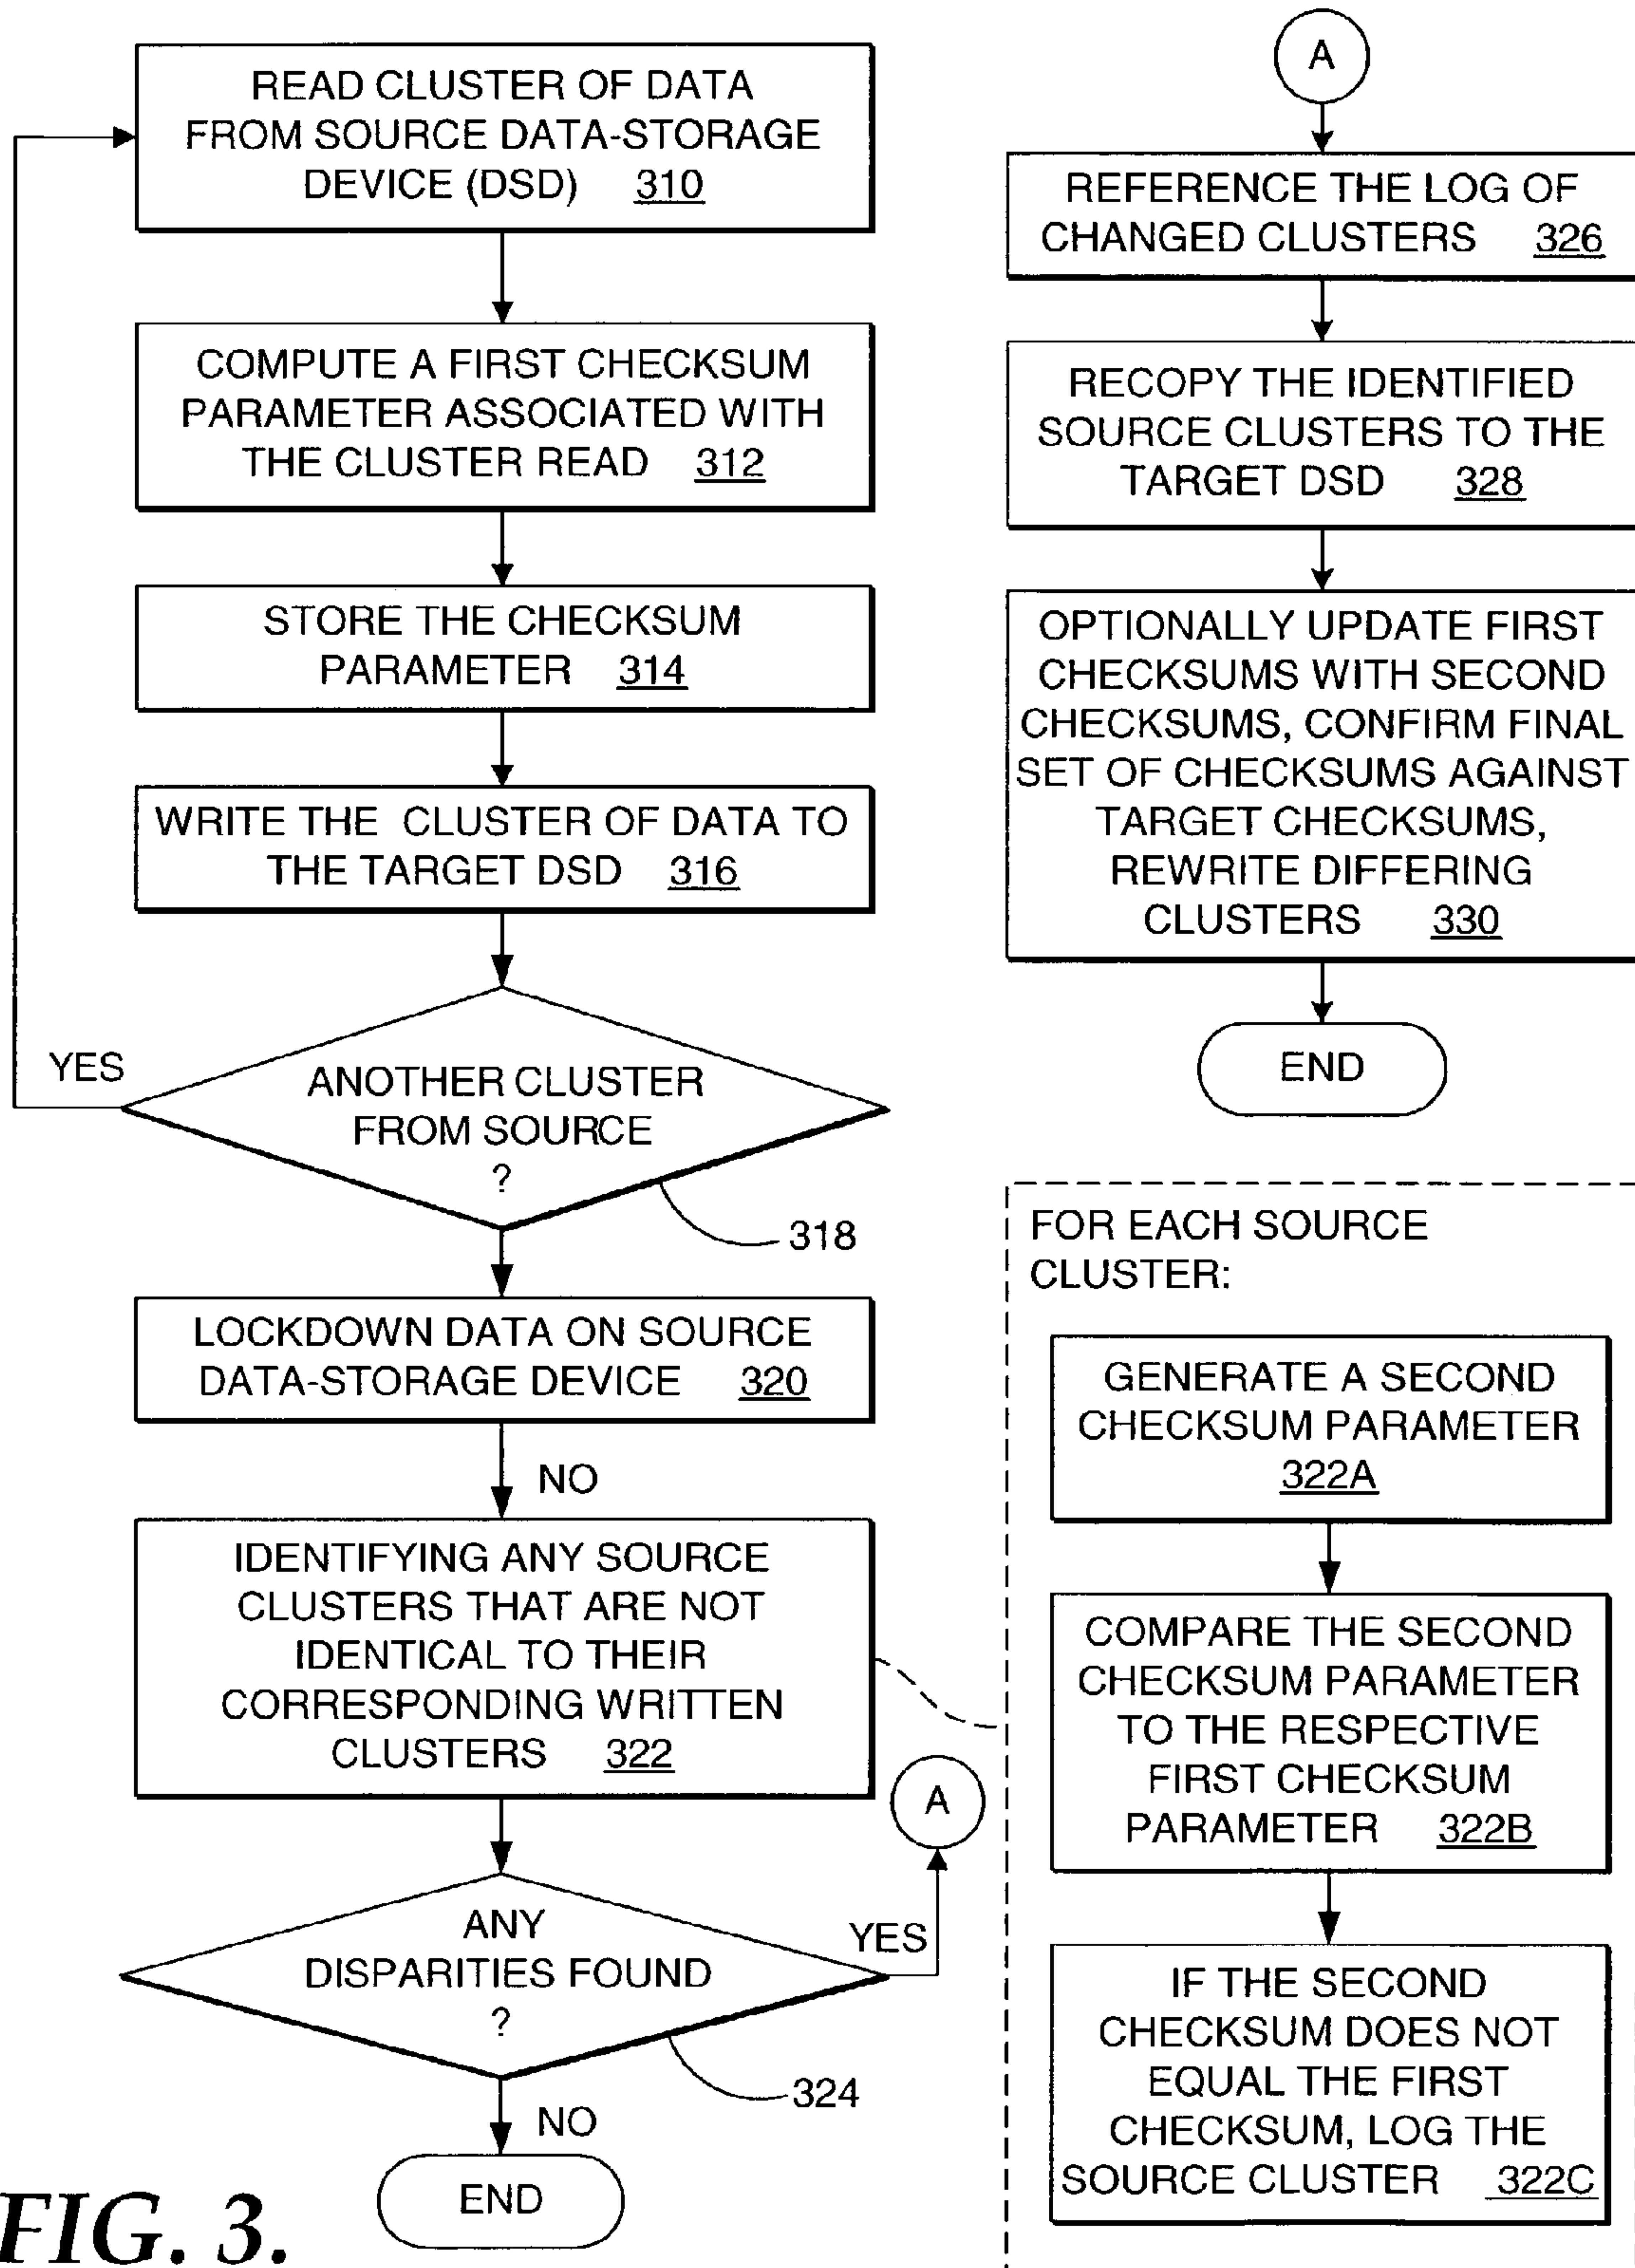 READ CLUSTER OF DATA
FROM SOURCE DATA-STORAGE
DEVICE (DSD) 310
COMPUTE A FIRST CHECKSUM
PARAMETER ASSOCIATED WITH
THE CLUSTER READ 312
STORE THE CHECKSUM
PARAMETER 314
WRITE THE CLUSTER OF DATA TO
THE TARGET DSD 316
YES
ANOTHER CLUSTER
FROM SOURCE
?
318
LOCKDOWN DATA ON SOURCE
DATA-STORAGE DEVICE 320
NO
IDENTIFYING ANY SOURCE
CLUSTERS THAT ARE NOT
IDENTICAL TO THEIR
CORRESPONDING WRITTEN
CLUSTERS 322
A
ANY
DISPARITIES FOUND
?
YES
324
NO
END
A
REFERENCE THE LOG OF
CHANGED CLUSTERS 326
RECOPY THE IDENTIFIED
SOURCE CLUSTERS TO THE
TARGET DSD 328
OPTIONALLY UPDATE FIRST
CHECKSUMS WITH SECOND
CHECKSUMS, CONFIRM FINAL
SET OF CHECKSUMS AGAINST
TARGET CHECKSUMS,
REWRITE DIFFERING
CLUSTERS 330
END
FOR EACH SOURCE
CLUSTER:
GENERATE A SECOND
CHECKSUM PARAMETER
322A
COMPARE THE SECOND
CHECKSUM PARAMETER
TO THE RESPECTIVE
FIRST CHECKSUM
PARAMETER 322B
IF THE SECOND
CHECKSUM DOES NOT
EQUAL THE FIRST
CHECKSUM, LOG THE
SOURCE CLUSTER 322C
FIG. 3.